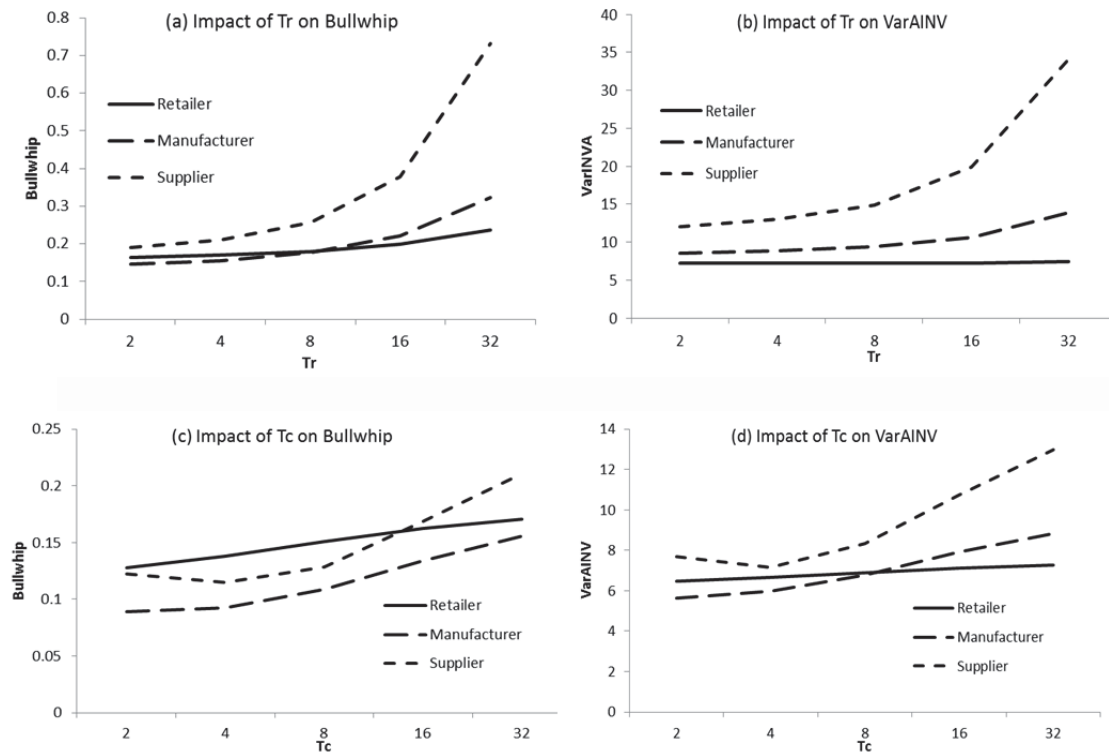 (a) Impact of Tr on Bullwhip
0.8
0.7
0.6
0.5
0.4
0.3
0.2
0.1
0
Bullwhip
Retailer
Manufacturer
Supplier
2 4 8 16 32
Tr
(b) Impact of Tr on VarAINV
40
35
30
25
20
15
10
5
0
VarINVA
Retailer
Manufacturer
Supplier
2 4 8 16 32
Tr
(c) Impact of Tc on Bullwhip
0.25
0.2
0.15
0.1
0.05
0
Bullwhip
Retailer
Manufacturer
Supplier
2 4 8 16 32
Tc
(d) Impact of Tc on VarAINV
14
12
10
8
6
4
2
0
VarAINV
Retailer
Manufacturer
Supplier
2 4 8 16 32
Tc